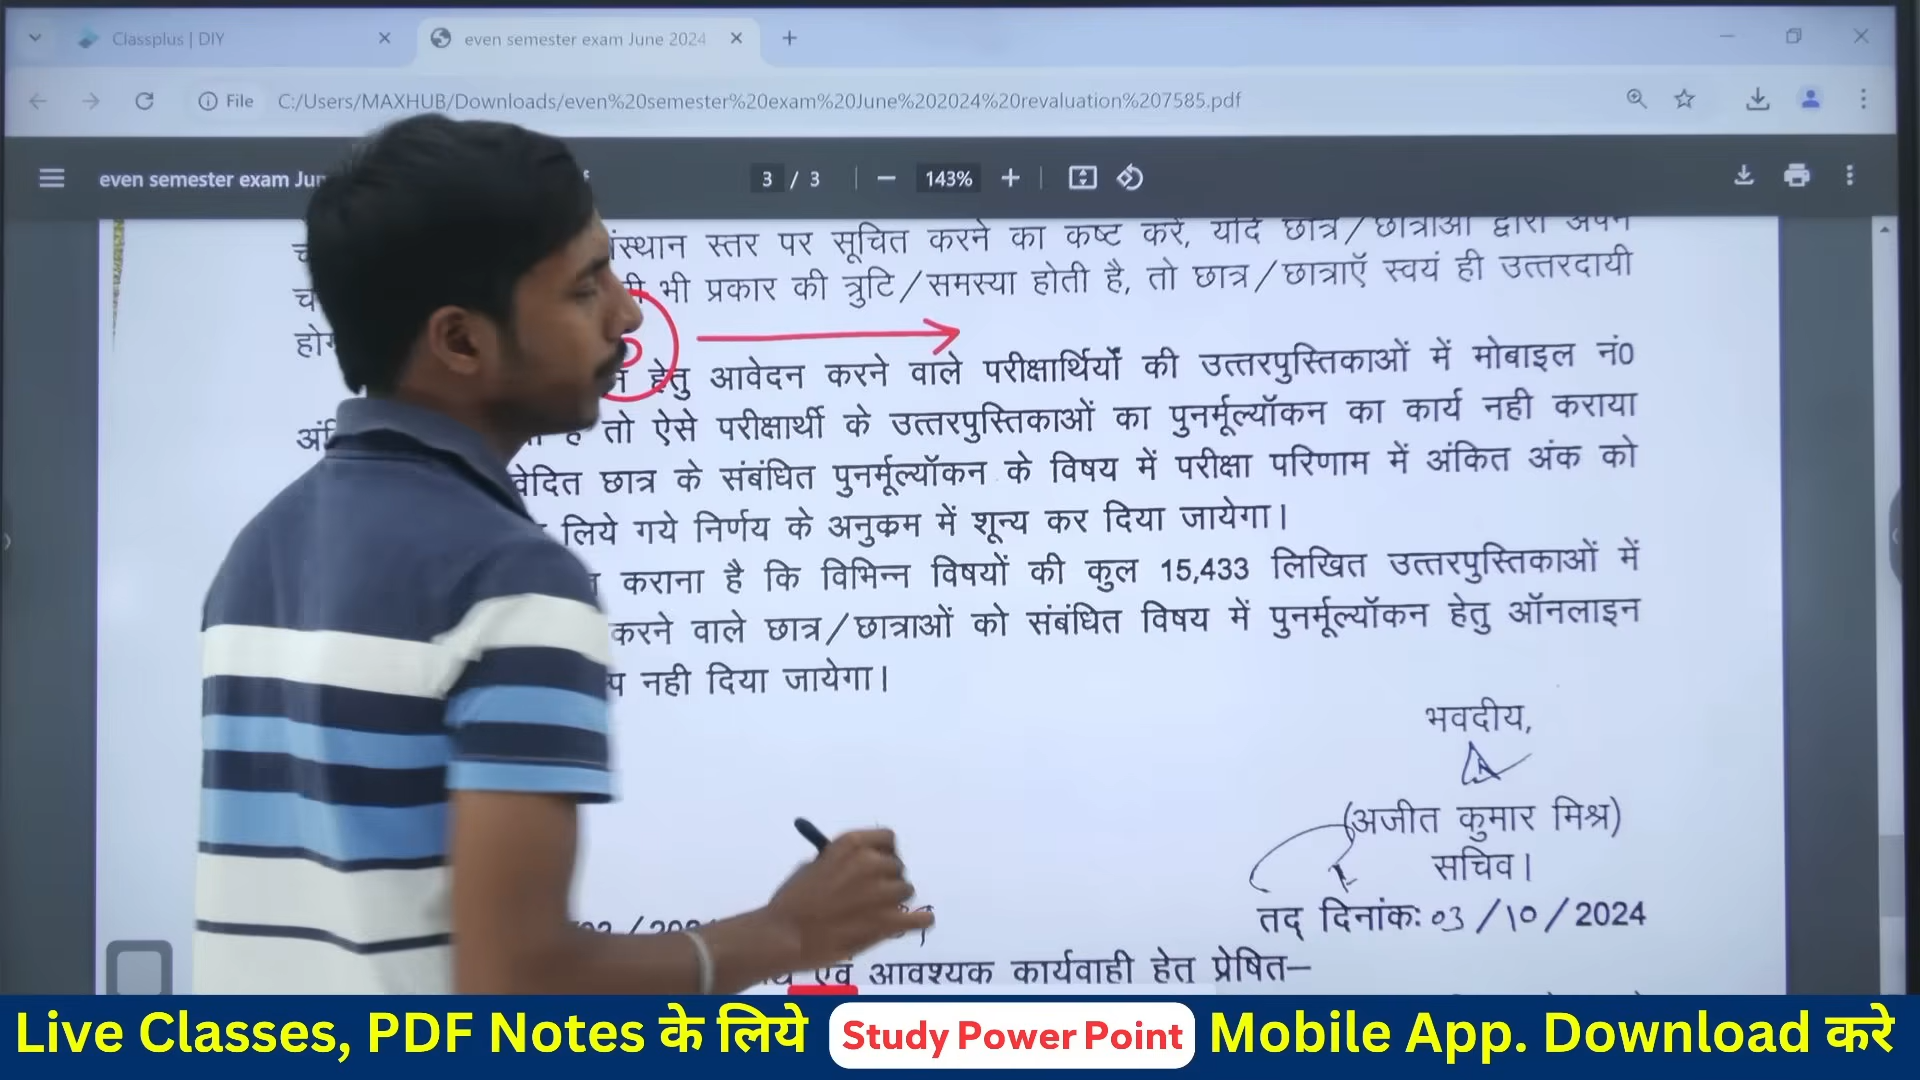 Classplus | DIY
even semester exam June 2024
File C:/Users/MAXHUB/Downloads/even%20semester%20exam%20June%202024%20revaluation%207585.pdf
even semester exam Jun
3 / 3
143%
स्तर पर सूचित करने का कष्ट करें, यदि छात्र/छात्राओं द्वारा अपने
भी प्रकार की त्रुटि/समस्या होती है, तो छात्र/छात्राऍ स्वयं ही उत्तरदायी
हेतु आवेदन करने वाले परीक्षार्थियों की उत्तरपुस्तिकाओं में मोबाइल नं0
है तो ऐसे परीक्षार्थी के उत्तरपुस्तिकाओं का पुनर्मूल्यॉकन का कार्य नही कराया
छात्र के संबंधित पुनर्मूल्यॉकन के विषय में परीक्षा परिणाम में अंकित अंक को
लिये गये निर्णय के अनुक्रम में शून्य कर दिया जायेगा।
कराना है कि विभिन्न विषयों की कुल 15,433 लिखित उत्तरपुस्तिकाओं में
करने वाले छात्र/छात्राओं को संबंधित विषय में पुनर्मूल्यॉकन हेतु ऑनलाइन
नही दिया जायेगा।
भवदीय,
(अजीत कुमार मिश्र)
सचिव।
तद् दिनांकः 03/10/2024
एवं आवश्यक कार्यवाही हेतु प्रेषित–
Live Classes, PDF Notes के लिये Study Power Point Mobile App. Download करे